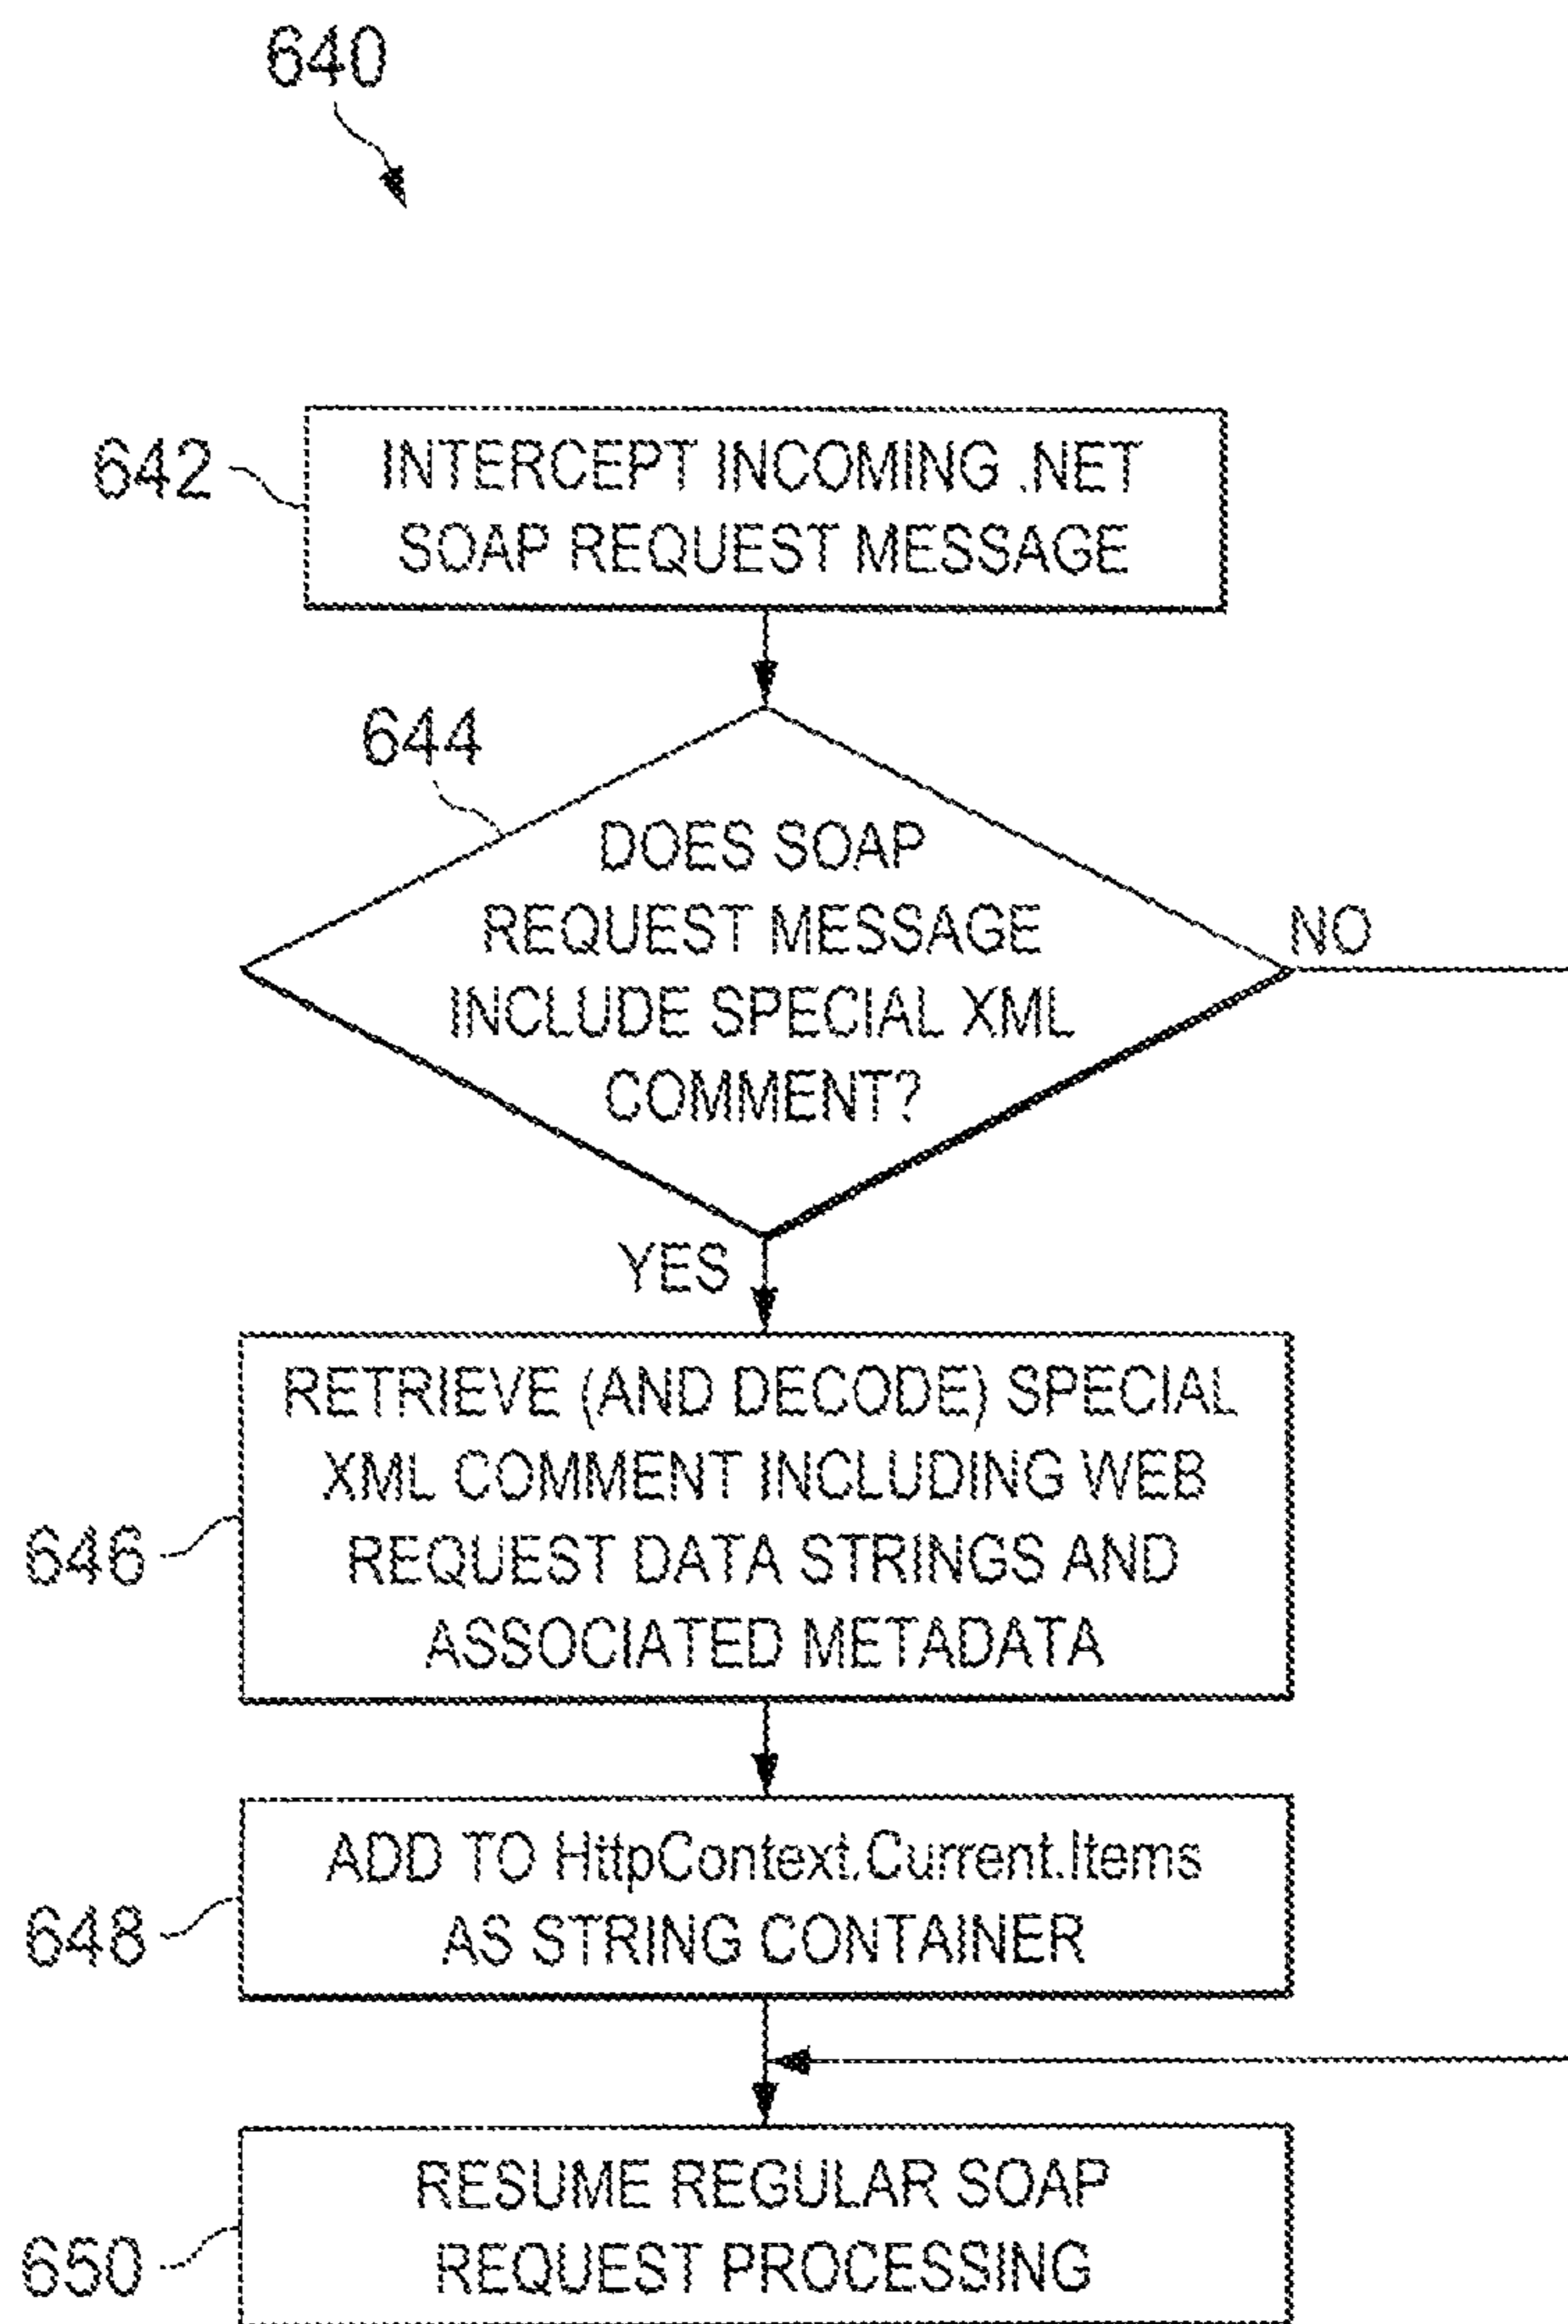 640
642
INTERCEPT INCOMING .NET
SOAP REQUEST MESSAGE
644
DOES SOAP
REQUEST MESSAGE
INCLUDE SPECIAL XML
COMMENT?
NO
YES
646
RETRIEVE (AND DECODE) SPECIAL
XML COMMENT INCLUDING WEB
REQUEST DATA STRINGS AND
ASSOCIATED METADATA
648
ADD TO HttpContext.Current.Items
AS STRING CONTAINER
650
RESUME REGULAR SOAP
REQUEST PROCESSING